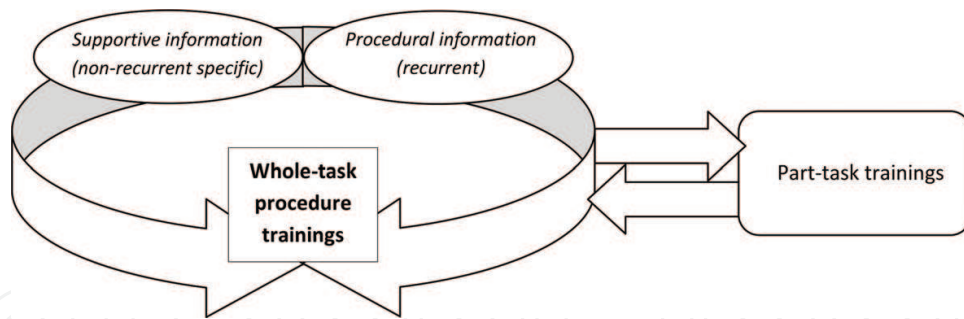 Supportive information
(non-recurrent specific)
Procedural information
(recurrent)
Whole-task
procedure
trainings
Part-task trainings